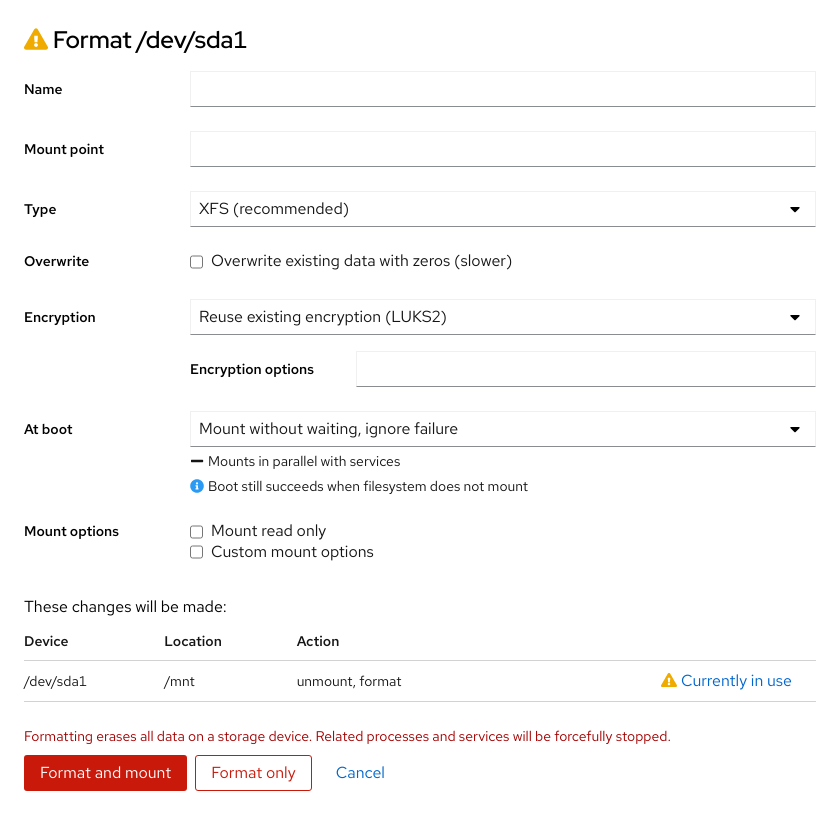 Format /dev/sda1
Name
Mount point
Type XFS (recommended)
Overwrite Overwrite existing data with zeros (slower)
Encryption Reuse existing encryption (LUKS2)
Encryption options
At boot Mount without waiting, ignore failure
Mounts in parallel with services
Boot still succeeds when filesystem does not mount
Mount options Mount read only
Custom mount options
These changes will be made:
Device Location Action
/dev/sda1 /mnt unmount, format Currently in use
Formatting erases all data on a storage device. Related processes and services will be forcefully stopped.
Format and mount Format only Cancel